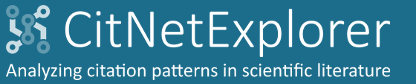 CitNetExplorer
Analyzing citation patterns in scientific literature